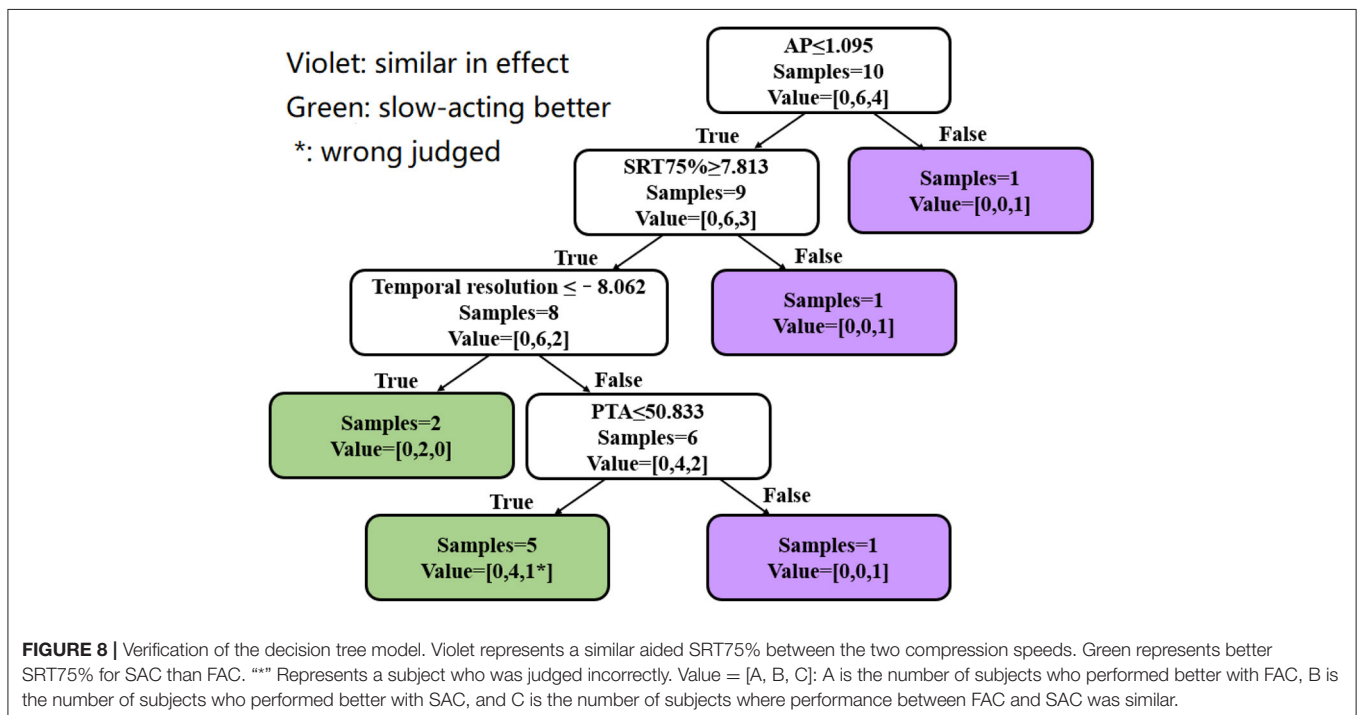 Violet: similar in effect
Green: slow-acting better
*: wrong judged
AP≤1.095
Samples=10
Value=[0,6,4]
True
False
SRT75%≥7.813
Samples=9
Value=[0,6,3]
Samples=1
Value=[0,0,1]
True
False
Temporal resolution ≤ − 8.062
Samples=8
Value=[0,6,2]
Samples=1
Value=[0,0,1]
True
False
Samples=2
Value=[0,2,0]
PTA≤50.833
Samples=6
Value=[0,4,2]
True
False
Samples=5
Value=[0,4,1*]
Samples=1
Value=[0,0,1]
FIGURE 8 | Verification of the decision tree model. Violet represents a similar aided SRT75% between the two compression speeds. Green represents better
SRT75% for SAC than FAC. “*” Represents a subject who was judged incorrectly. Value = [A, B, C]: A is the number of subjects who performed better with FAC, B is
the number of subjects who performed better with SAC, and C is the number of subjects where performance between FAC and SAC was similar.